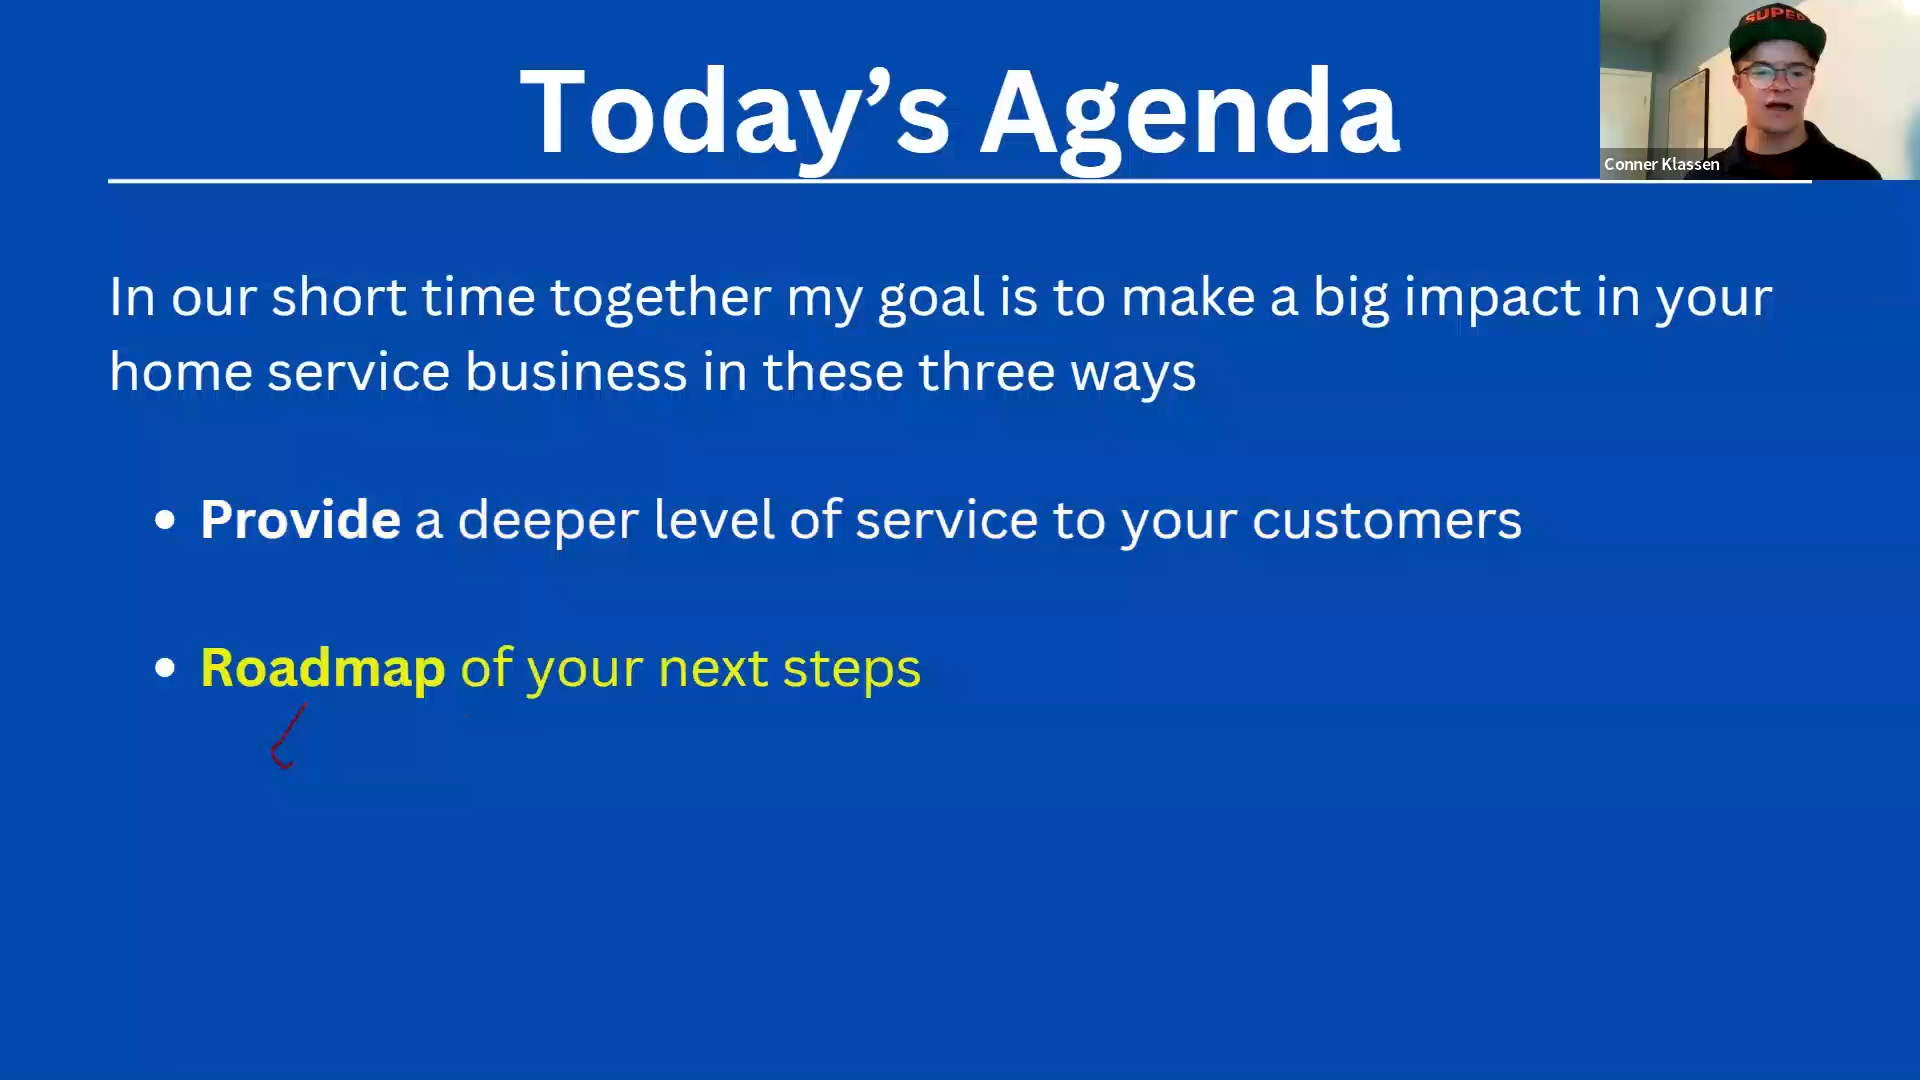 Today’s Agenda
SUPER
Conner Klassen
In our short time together my goal is to make a big impact in your
home service business in these three ways
• Provide a deeper level of service to your customers
• Roadmap of your next steps